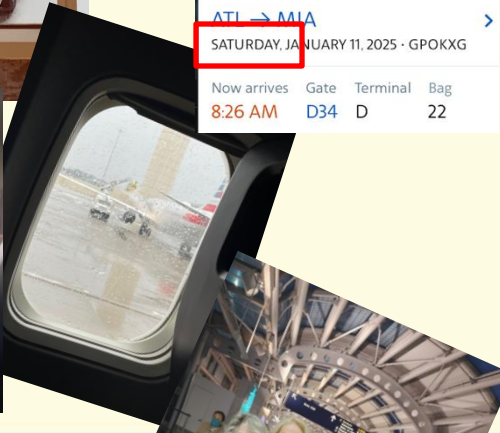 ATL → MIA
SATURDAY, JANUARY 11, 2025 · GPOKXG
Now arrives Gate Terminal Bag
8:26 AM D34 D 22